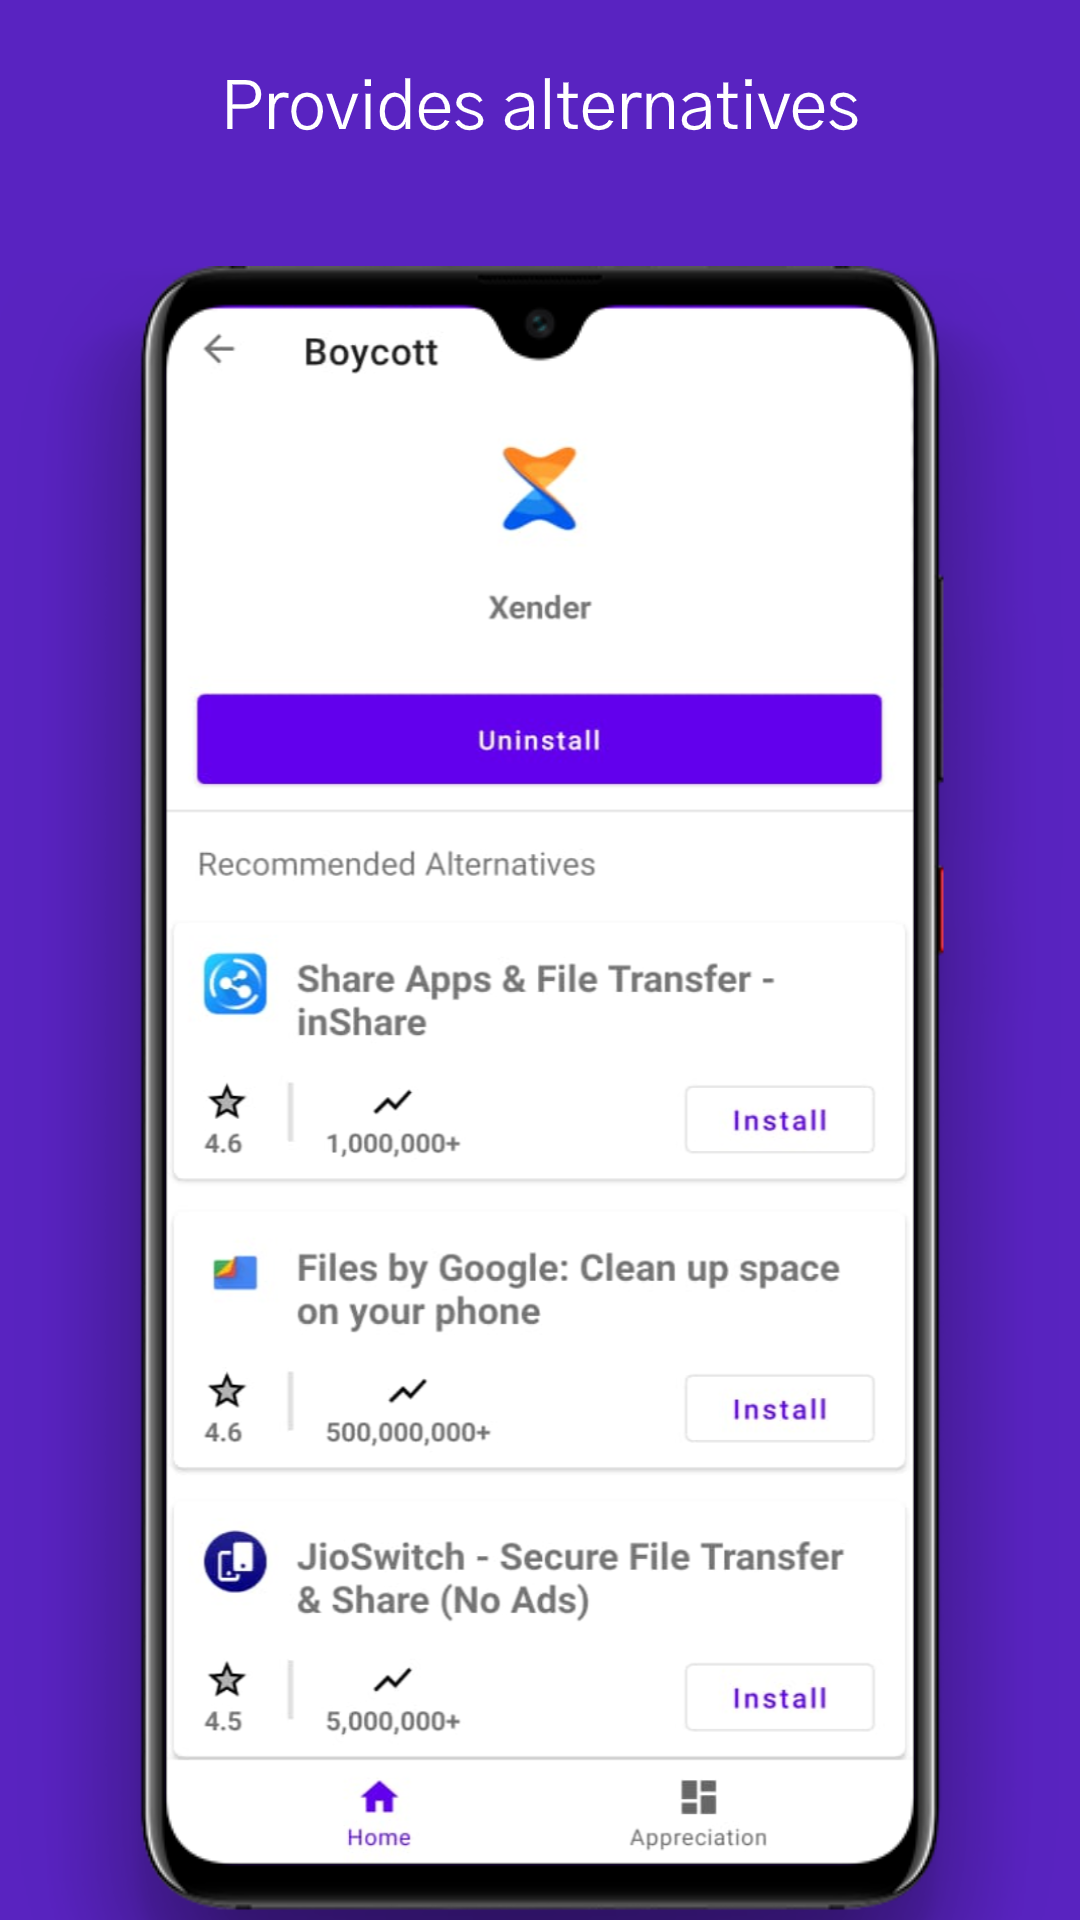 Provides alternatives
Boycott
Xender
Uninstall
Recommended Alternatives
Share Apps & File Transfer -
inShare
4.6
1,000,000+
Install
Files by Google: Clean up space
on your phone
4.6
500,000,000+
Install
JioSwitch - Secure File Transfer
& Share (No Ads)
4.5
5,000,000+
Install
Home
Appreciation